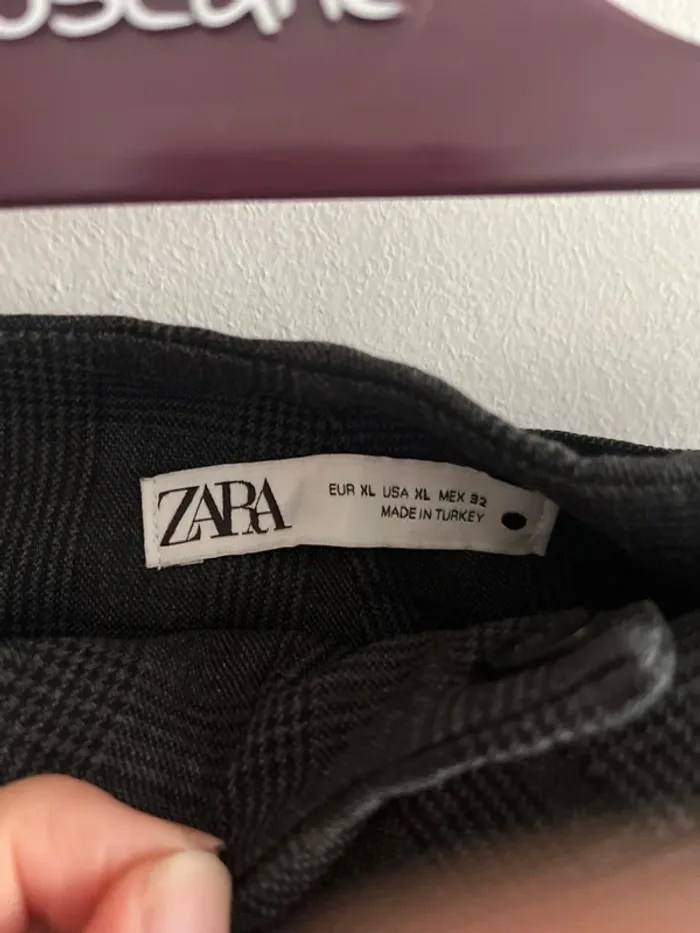 ZARA
EUR XL USA XL MEX 32
MADE IN TURKEY